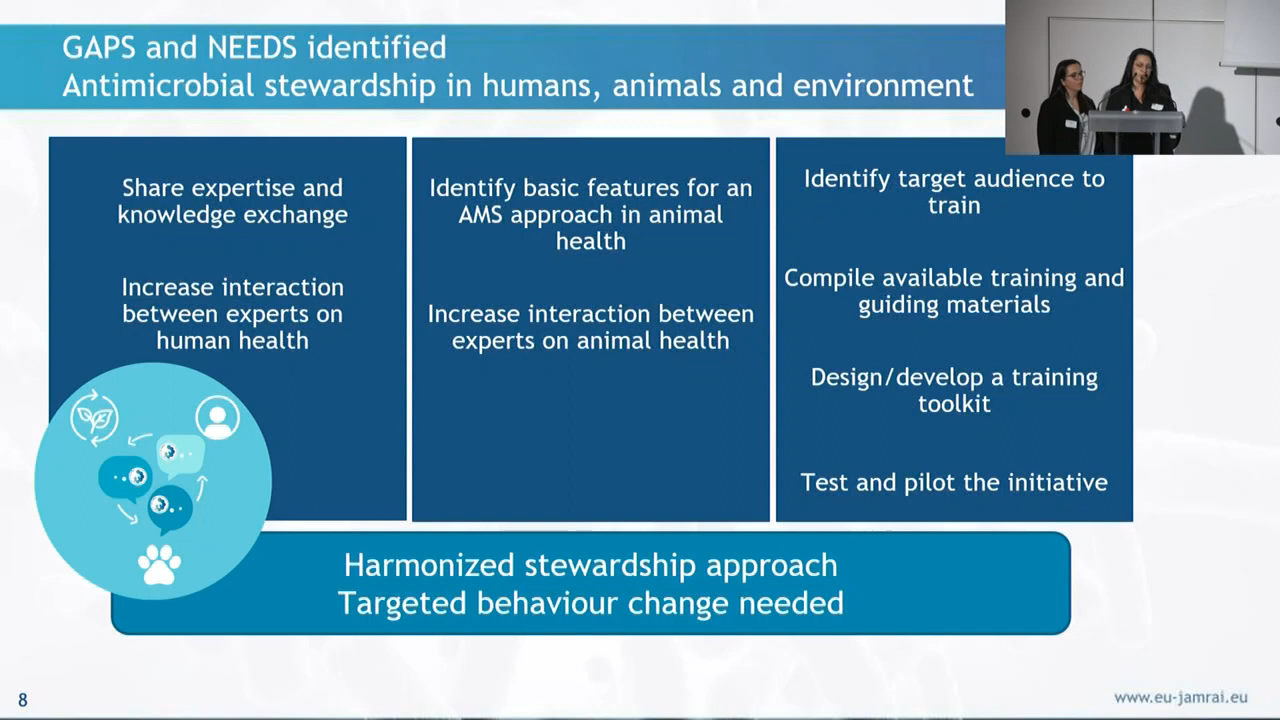 GAPS and NEEDS identified
Antimicrobial stewardship in humans, animals and environment
Share expertise and
knowledge exchange
Increase interaction
between experts on
human health
Identify basic features for an
AMS approach in animal
health
Increase interaction between
experts on animal health
Identify target audience to
train
Compile available training and
guiding materials
Design/develop a training
toolkit
Test and pilot the initiative
Harmonized stewardship approach
Targeted behaviour change needed
8
www.eu-jamrai.eu